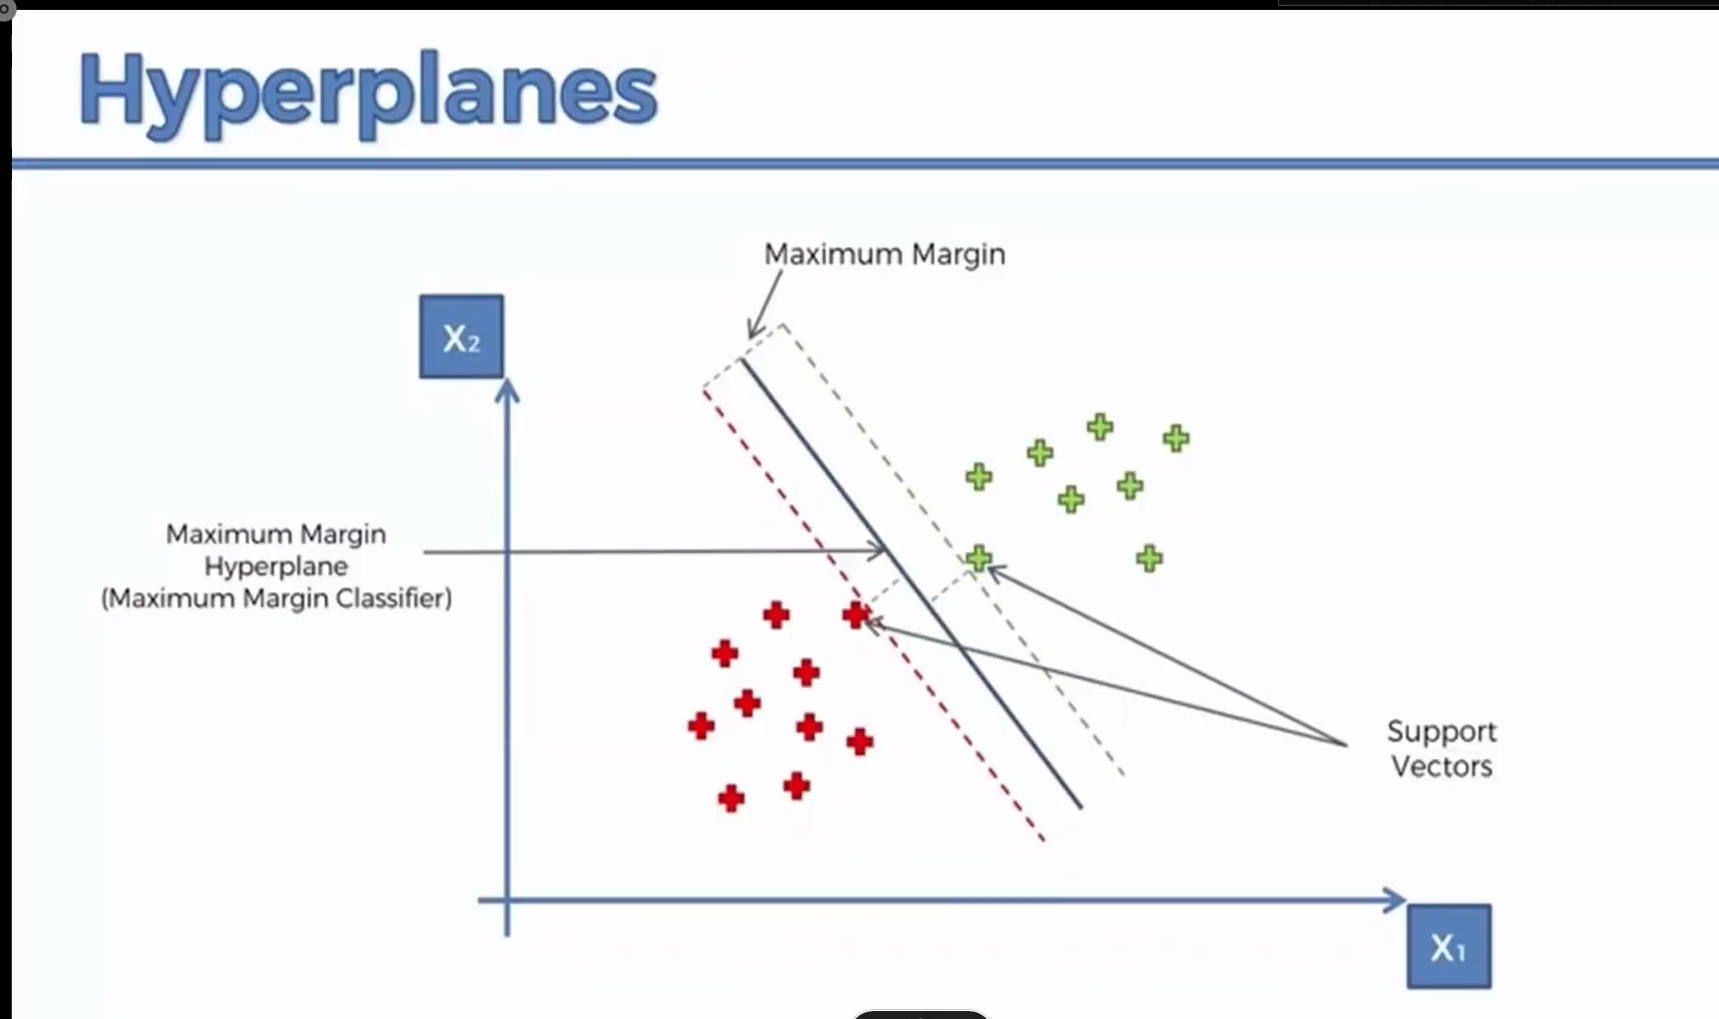 Hyperplanes
Maximum Margin
X₂
Maximum Margin
Hyperplane
(Maximum Margin Classifier)
Support
Vectors
X₁